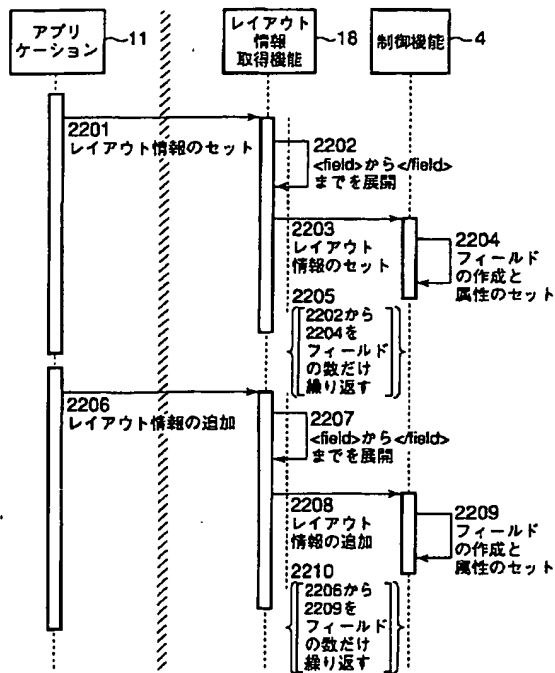 アプリ
ケーション
11
レイアウト
情報
取得機能
18
制御機能
4
2201
レイアウト情報のセット
2202
<field>から</field>
までを展開
2203
レイアウト
情報のセット
2204
フィールド
の作成と
属性のセット
2205
2202から
2204を
フィールド
の数だけ
繰り返す
2206
レイアウト情報の追加
2207
<field>から</field>
までを展開
2208
レイアウト
情報の追加
2209
フィールド
の作成と
属性のセット
2210
2206から
2209を
フィールド
の数だけ
繰り返す